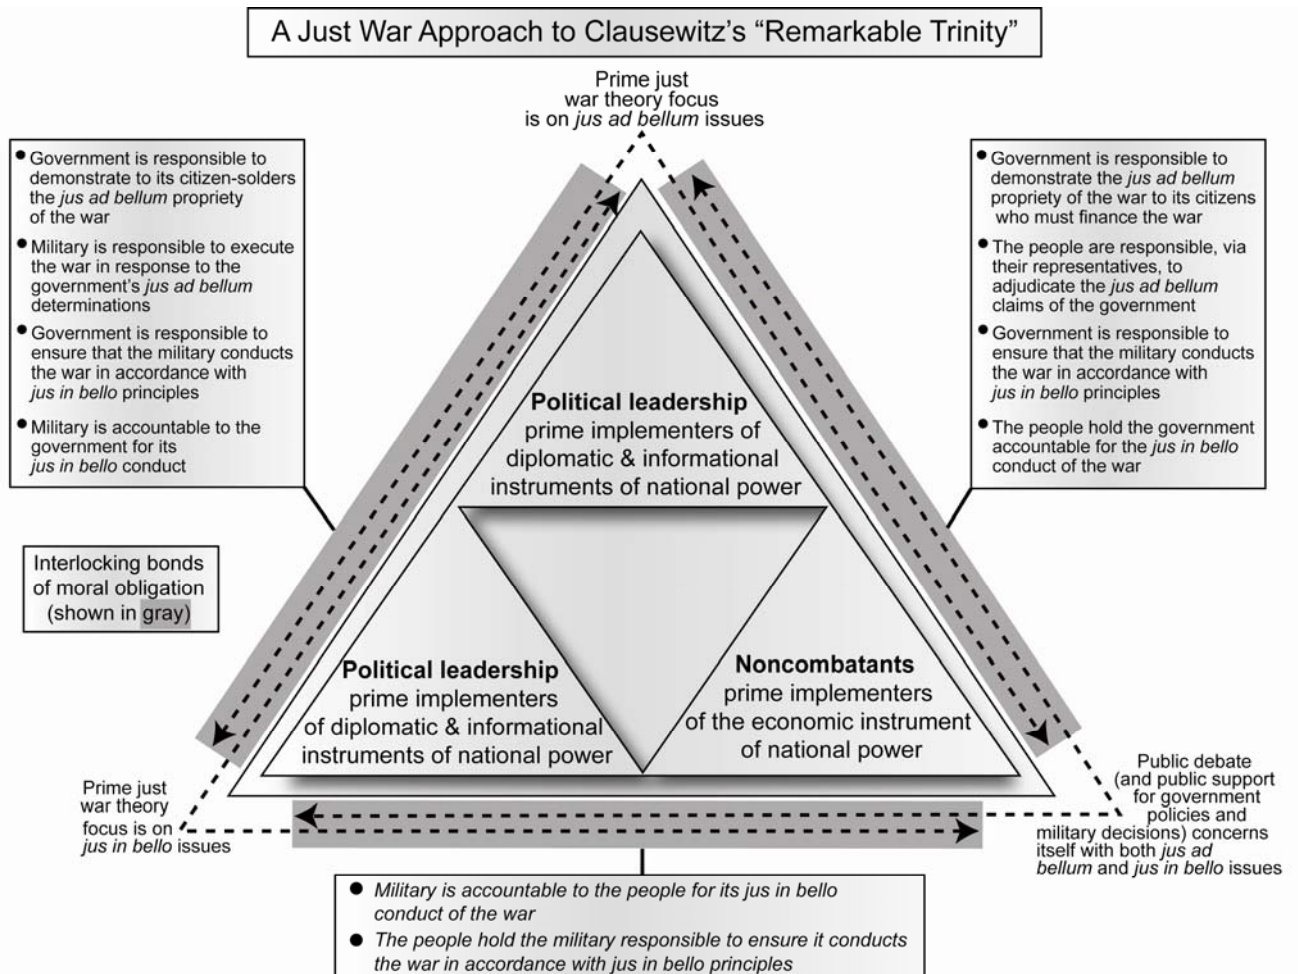 A Just War Approach to Clausewitz's “Remarkable Trinity”
Prime just
war theory focus
is on jus ad bellum issues
● Government is responsible to
demonstrate to its citizen-solders
the jus ad bellum propriety
of the war
● Military is responsible to execute
the war in response to the
government's jus ad bellum
determinations
● Government is responsible to
ensure that the military conducts
the war in accordance with
jus in bello principles
● Military is accountable to the
government for its
jus in bello conduct
● Government is responsible to
demonstrate the jus ad bellum
propriety of the war to its citizens
who must finance the war
● The people are responsible, via
their representatives, to
adjudicate the jus ad bellum
claims of the government
● Government is responsible to
ensure that the military conducts
the war in accordance with
jus in bello principles
● The people hold the government
accountable for the jus in bello
conduct of the war
Political leadership
prime implementers of
diplomatic & informational
instruments of national power
Interlocking bonds
of moral obligation
(shown in gray)
Political leadership
prime implementers
of diplomatic & informational
instruments of national power
Noncombatants
prime implementers
of the economic instrument
of national power
Prime just
war theory
focus is on
jus in bello issues
Public debate
(and public support
for government
policies and
military decisions) concerns
itself with both jus ad
bellum and jus in bello issues
● Military is accountable to the people for its jus in bello
conduct of the war
● The people hold the military responsible to ensure it conducts
the war in accordance with jus in bello principles